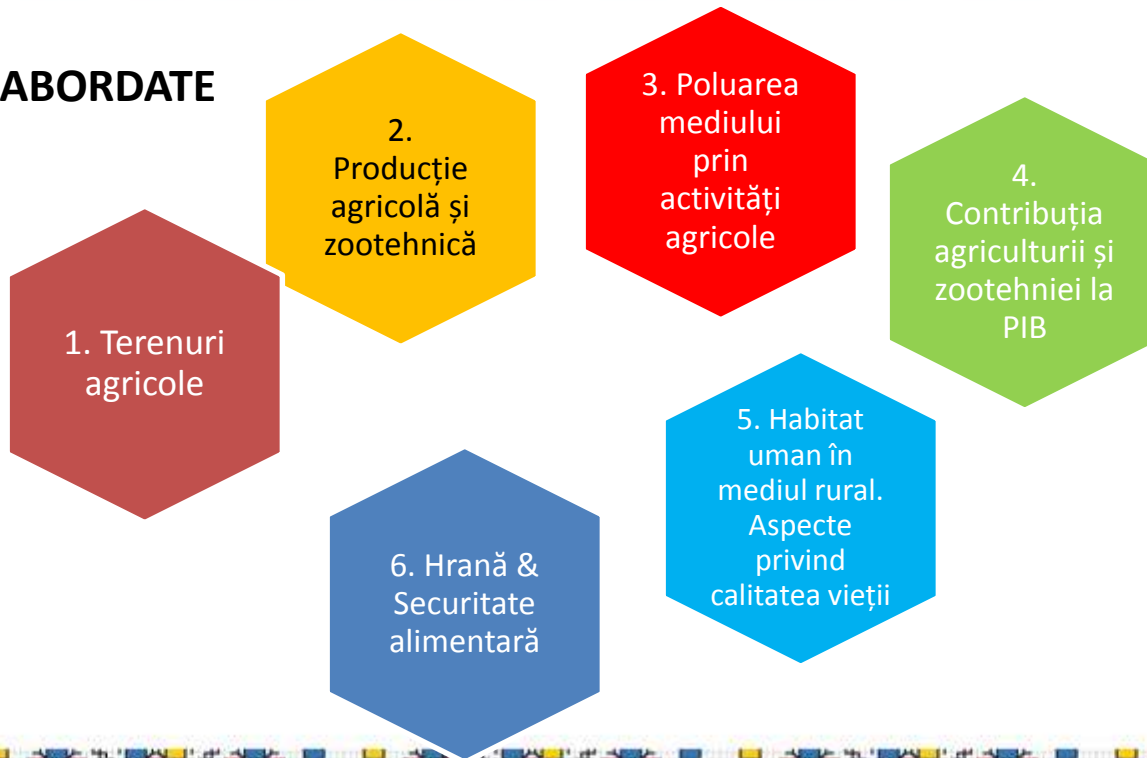 ABORDATE
1. Terenuri
agricole
2.
Producție
agricolă și
zootehnică
3. Poluarea
mediului
prin
activități
agricole
4.
Contribuția
agriculturii și
zootehniei la
PIB
5. Habitat
uman în
mediul rural.
Aspecte
privind
calitatea vieții
6. Hrană &
Securitate
alimentară